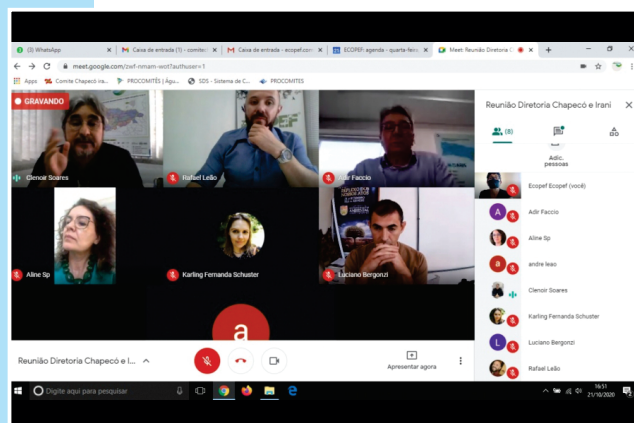 (3) WhatsApp
Caixa de entrada (1) - comite.c
Caixa de entrada - ecopef.com
ECOPEF: agenda - quarta-feira
Meet: Reunião Diretoria C
meet.google.com/zwf-nmam-wot?authuser=1
Apps
Comite Chapecó ira...
PROCOMITÊS | Águ...
SDS - Sistema de C...
PROCOMITES
GRAVANDO
Clenoir Soares
Rafael Leão
Adir Faccio
Aline Sp
Karling Fernanda Schuster
Luciano Bergonzi
a
Reunião Diretoria Chapecó e Irani
(8)
Adic.
pessoas
Ecopef Ecopef (você)
A
Adir Faccio
Aline Sp
a
andre leao
Clenoir Soares
Karling Fernanda Schuster
L
Luciano Bergonzi
Rafael Leão
Reunião Diretoria Chapecó e I...
Apresentar agora
Digite aqui para pesquisar
16:51
21/10/2020